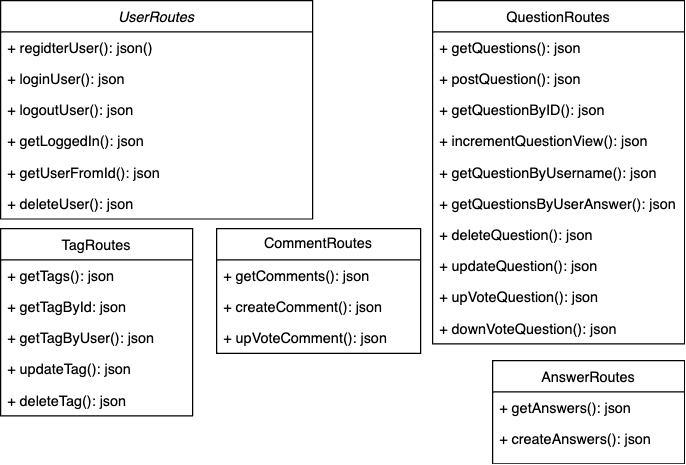 UserRoutes
+ regidterUser(): json()
+ loginUser(): json
+ logoutUser(): json
+ getLoggedIn(): json
+ getUserFromId(): json
+ deleteUser(): json
QuestionRoutes
+ getQuestions(): json
+ postQuestion(): json
+ getQuestionByID(): json
+ incrementQuestionView(): json
+ getQuestionByUsername(): json
+ getQuestionsByUserAnswer(): json
+ deleteQuestion(): json
+ updateQuestion(): json
+ upVoteQuestion(): json
+ downVoteQuestion(): json
TagRoutes
+ getTags(): json
+ getTagById: json
+ getTagByUser(): json
+ updateTag(): json
+ deleteTag(): json
CommentRoutes
+ getComments(): json
+ createComment(): json
+ upVoteComment(): json
AnswerRoutes
+ getAnswers(): json
+ createAnswers(): json